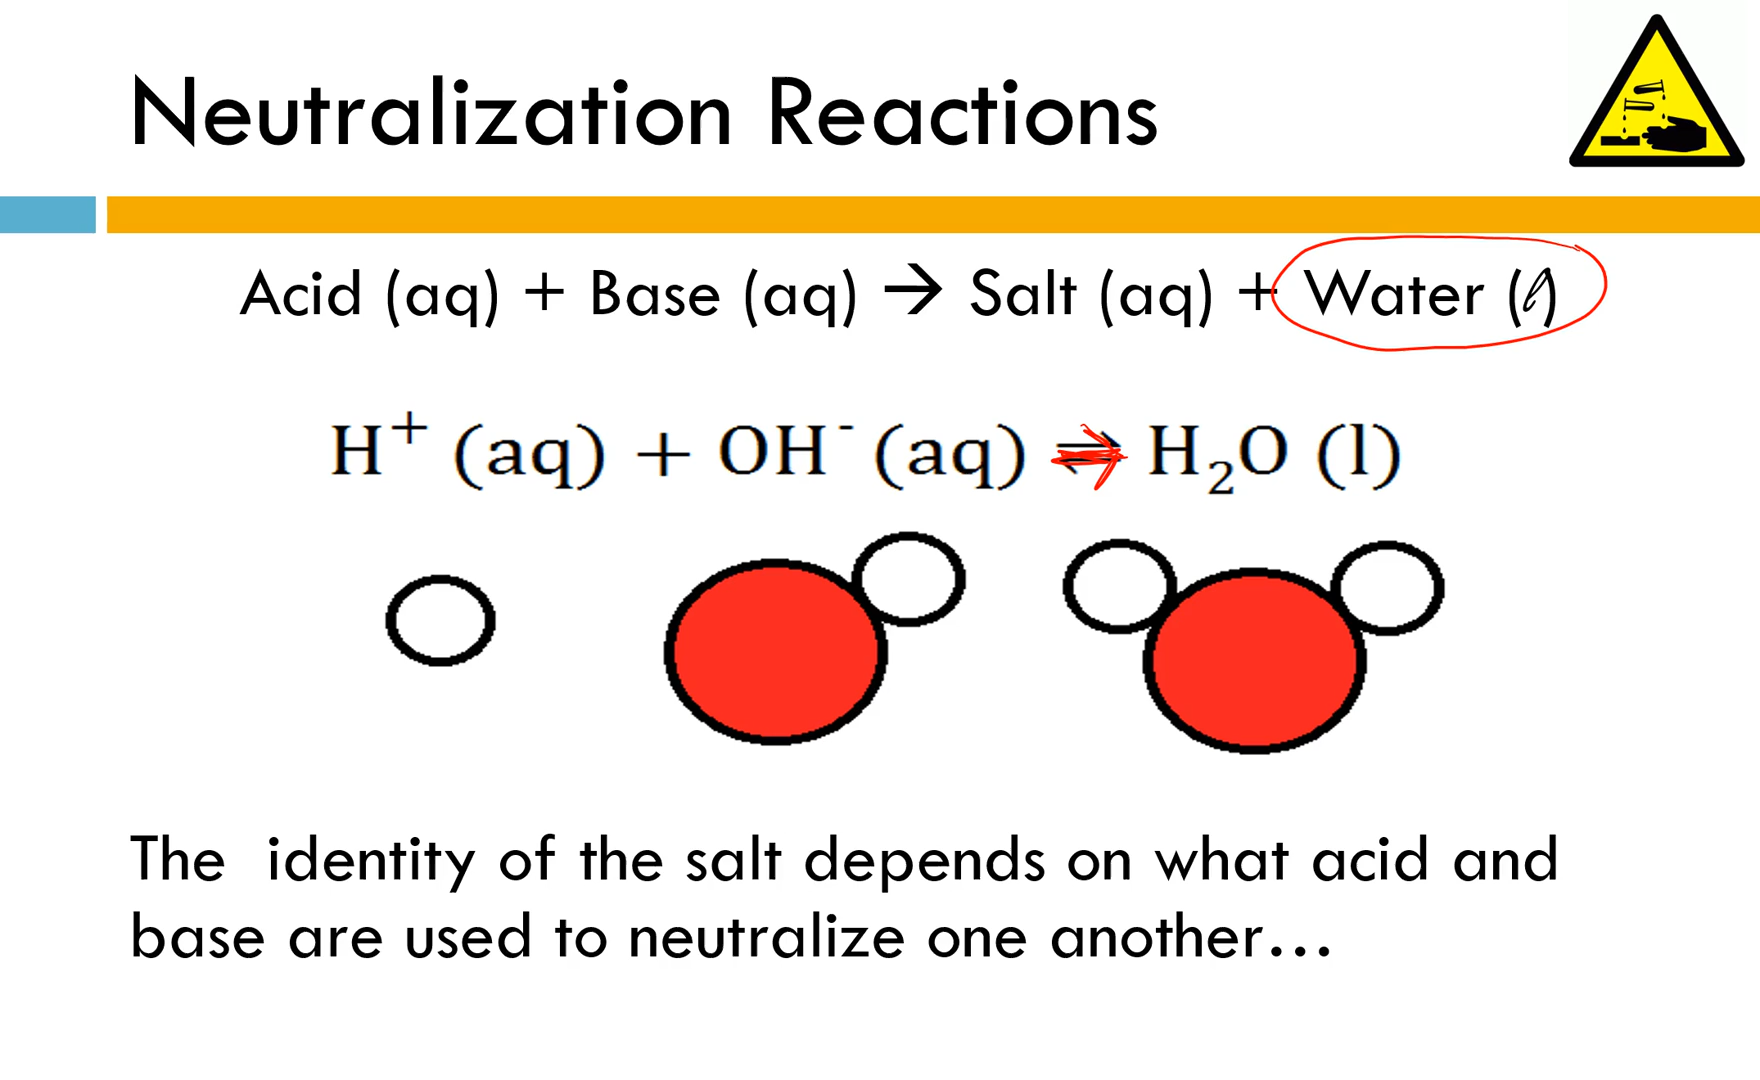 Neutralization Reactions
Acid (aq) + Base (aq) → Salt (aq) + Water (l)
H⁺ (aq) + OH⁻ (aq) ⇌ H₂O (l)
The identity of the salt depends on what acid and
base are used to neutralize one another…